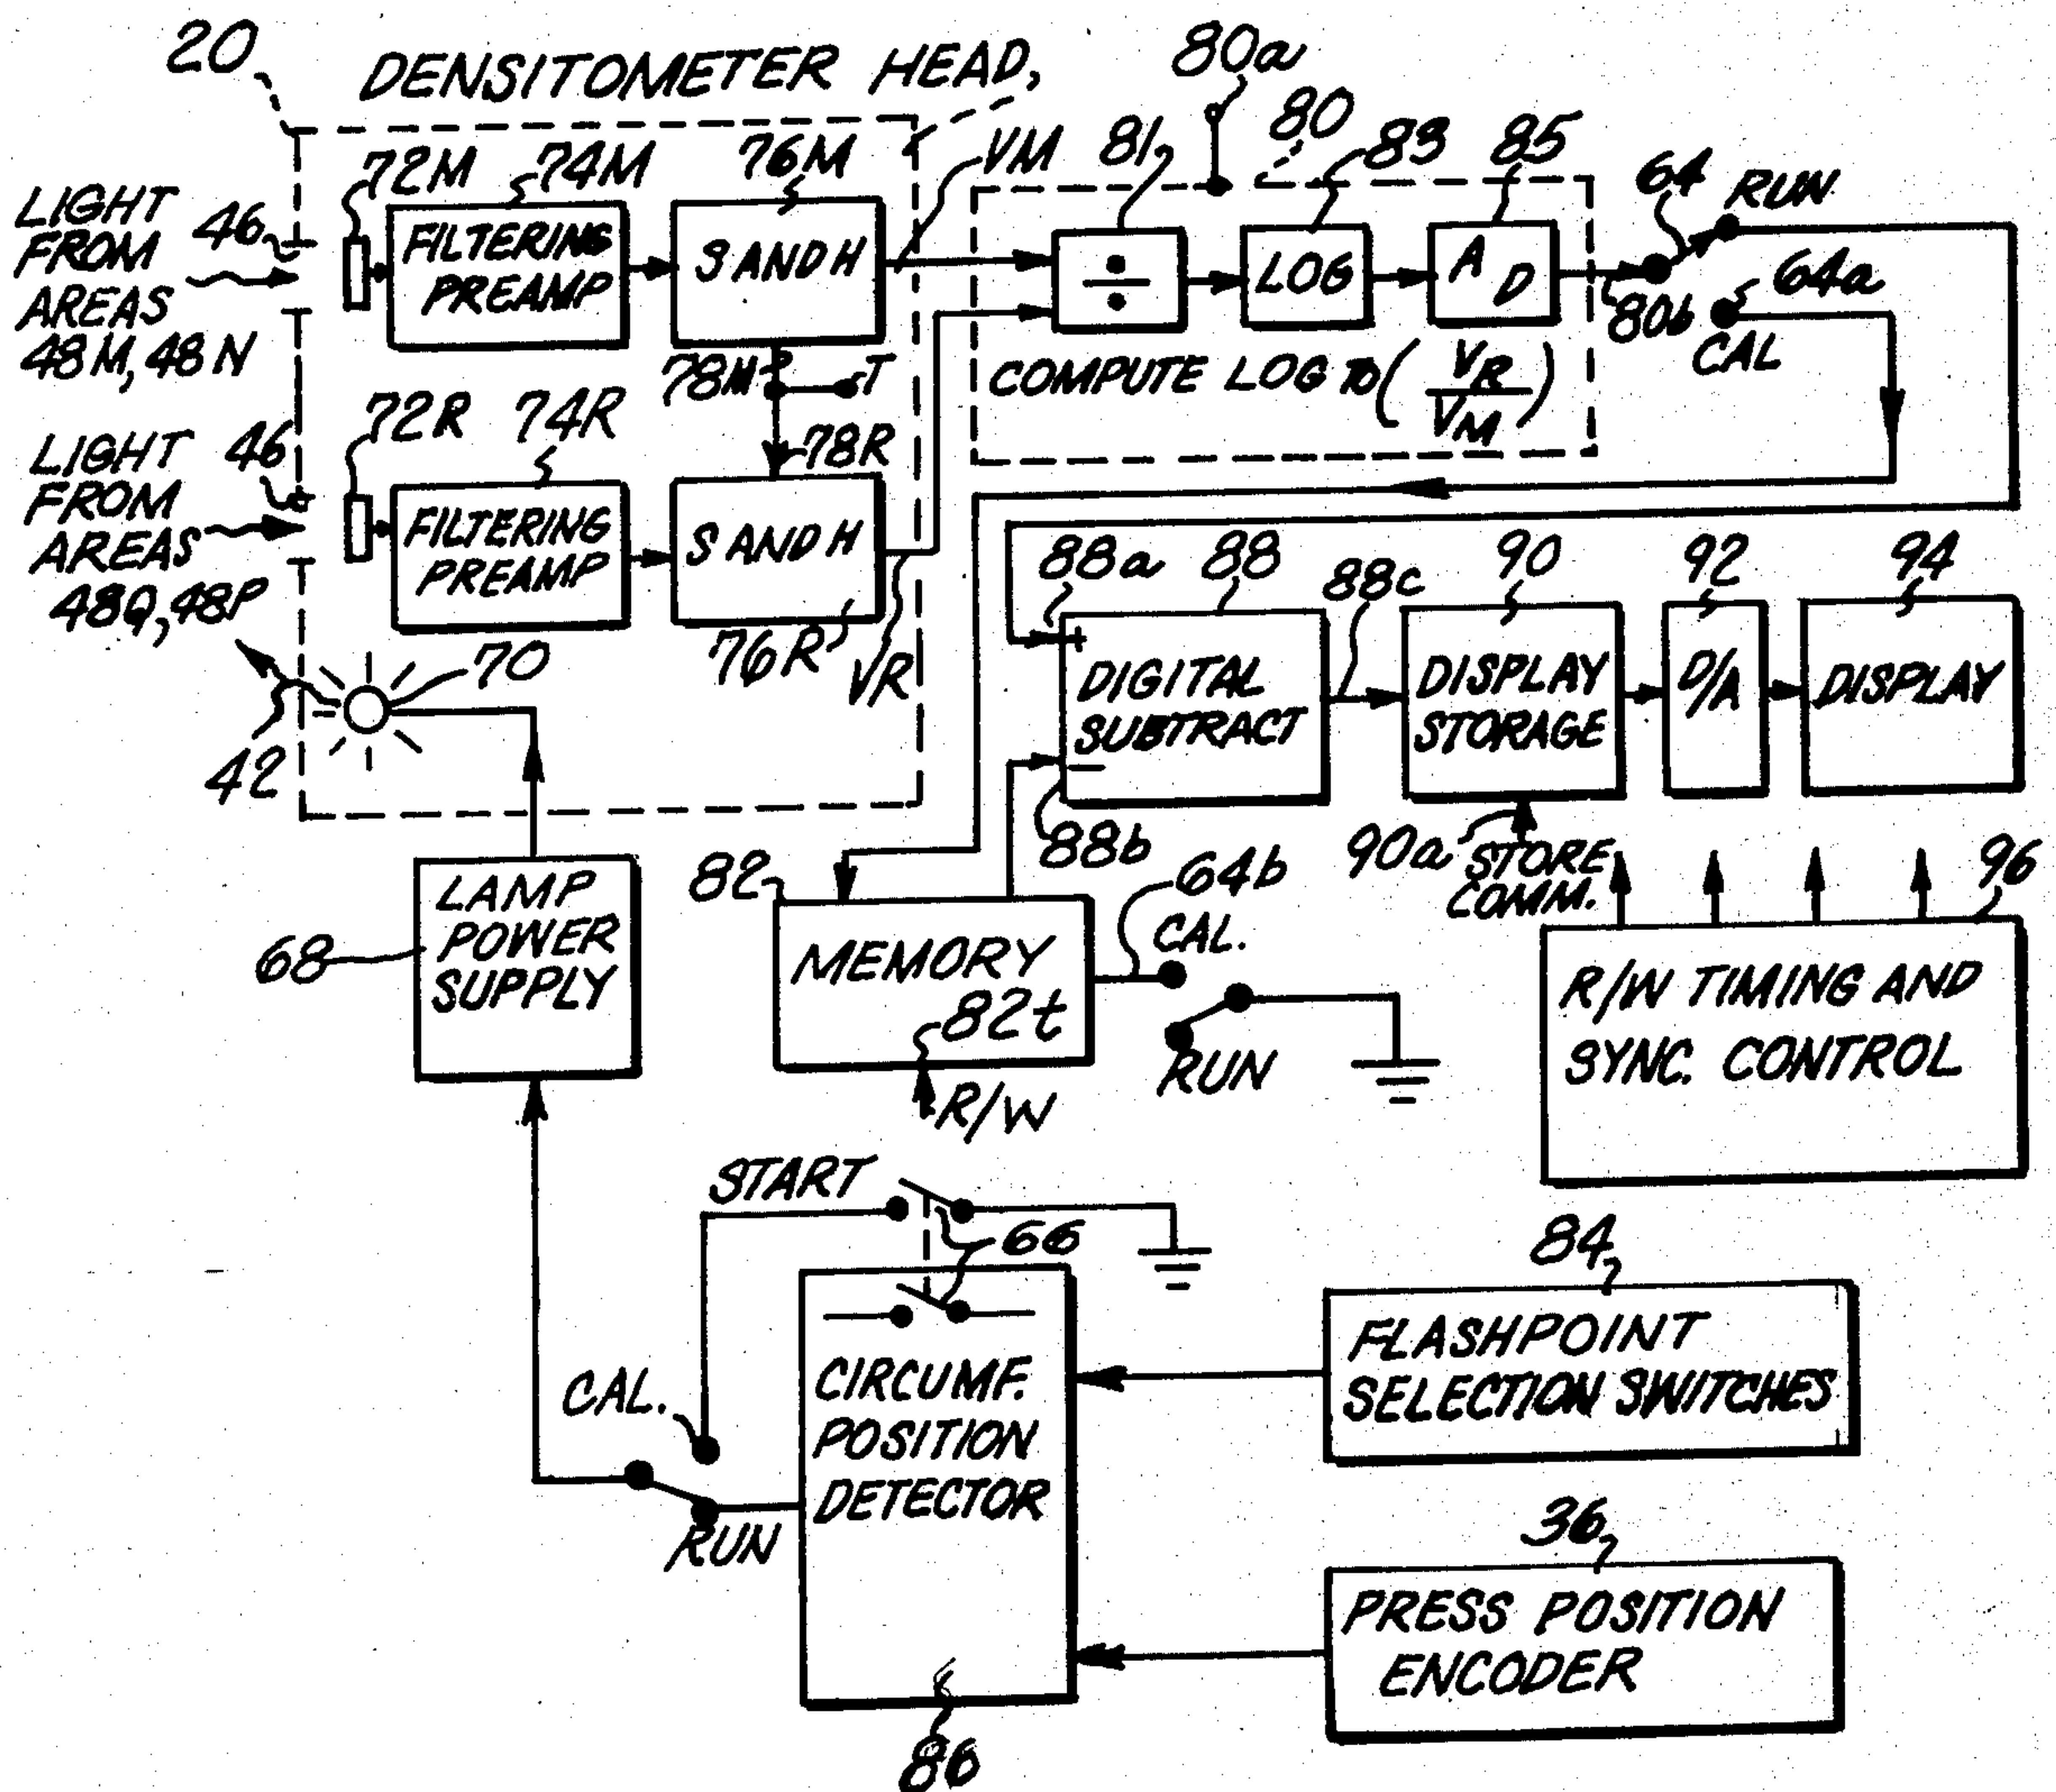 20
DENSITOMETER HEAD,
80a
72M
74M
76M
VM
81
80
83
85
64
RUN
LIGHT
FROM
AREAS
48M, 48N
46
FILTERING
PREAMP
S AND H
÷
LOG
A
D
80b
64a
CAL
78M
T
COMPUTE LOG TO ( VR
VM )
LIGHT
FROM
AREAS
48Q, 48P
46
72R
74R
78R
FILTERING
PREAMP
S AND H
76R
VR
70
42
88a
88
88c
90
92
94
+
DIGITAL
SUBTRACT
−
DISPLAY
STORAGE
D/A
DISPLAY
88b
90a
STORE
COMM.
96
LAMP
POWER
SUPPLY
68
82
MEMORY
82t
R/W
64b
CAL.
RUN
R/W TIMING AND
SYNC. CONTROL
START
66
84
FLASHPOINT
SELECTION SWITCHES
CAL.
RUN
CIRCUMF.
POSITION
DETECTOR
36
PRESS POSITION
ENCODER
86